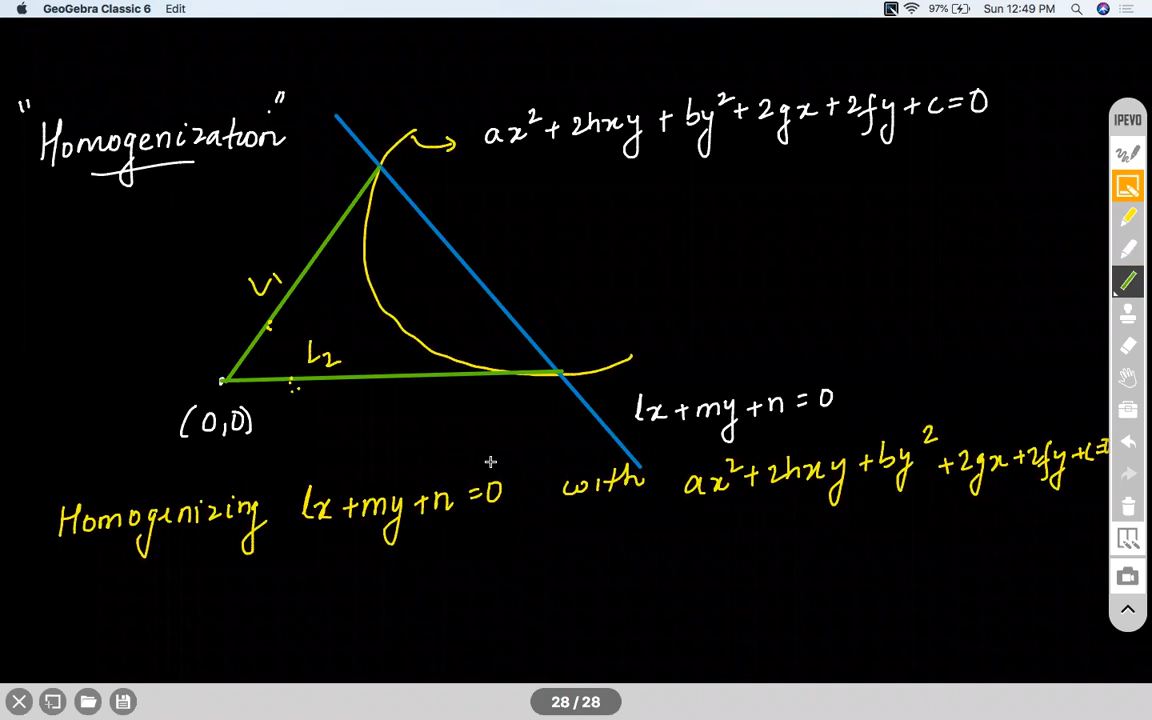 GeoGebra Classic 6 Edit 97% Sun 12:49 PM
"Homogenization"
ax² + 2hxy + by² + 2gx + 2fy + c = 0
IPEVO
L1
L2
(0,0)
lx + my + n = 0
Homogenizing lx + my + n = 0 with ax² + 2hxy + by² + 2gx + 2fy + c =
28 / 28